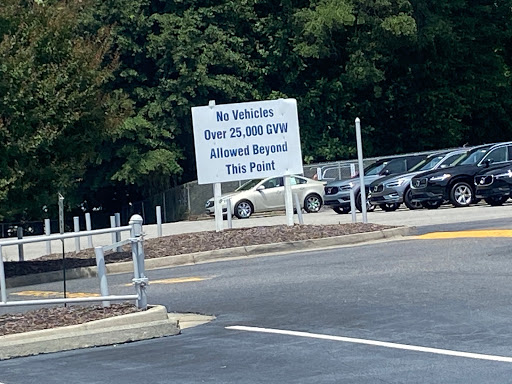 No Vehicles
Over 25,000 GVW
Allowed Beyond
This Point